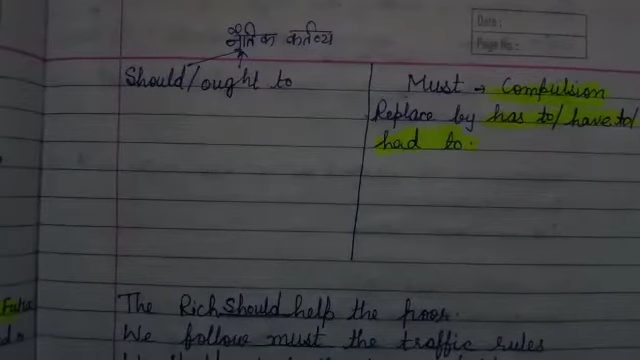 नैतिक कर्तव्य
Date:
Page No:
Should/ought to
Must → Compulsion
Replace by has to/have to/
had to.
The Rich should help the poor.
We follow must the traffic rules